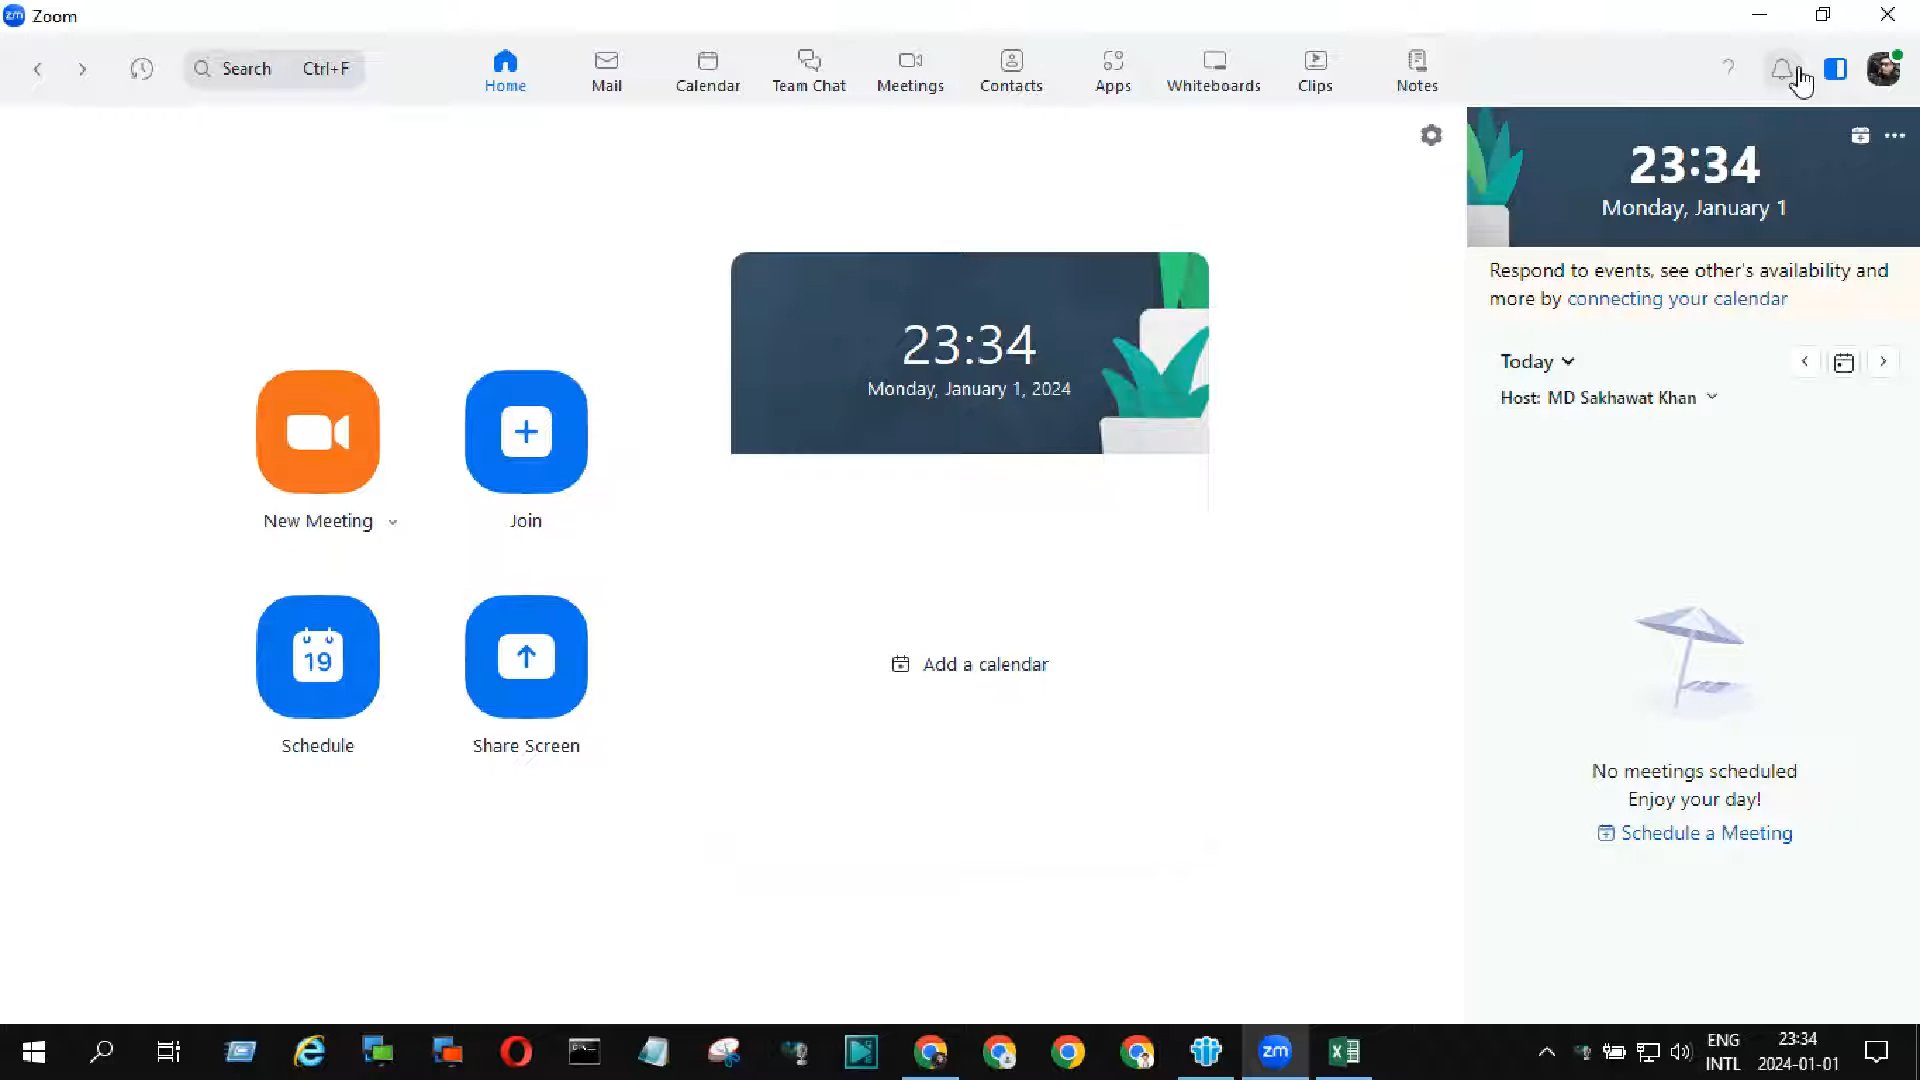 zm Zoom
Search Ctrl+F
Home
Mail
Calendar
Team Chat
Meetings
Contacts
Apps
Whiteboards
Clips
Notes
?
23:34
Monday, January 1
Respond to events, see other's availability and
more by connecting your calendar
23:34
Monday, January 1, 2024
Today
Host: MD Sakhawat Khan
New Meeting
Join
19
Schedule
Share Screen
Add a calendar
No meetings scheduled
Enjoy your day!
Schedule a Meeting
zm
ENG
INTL
23:34
2024-01-01